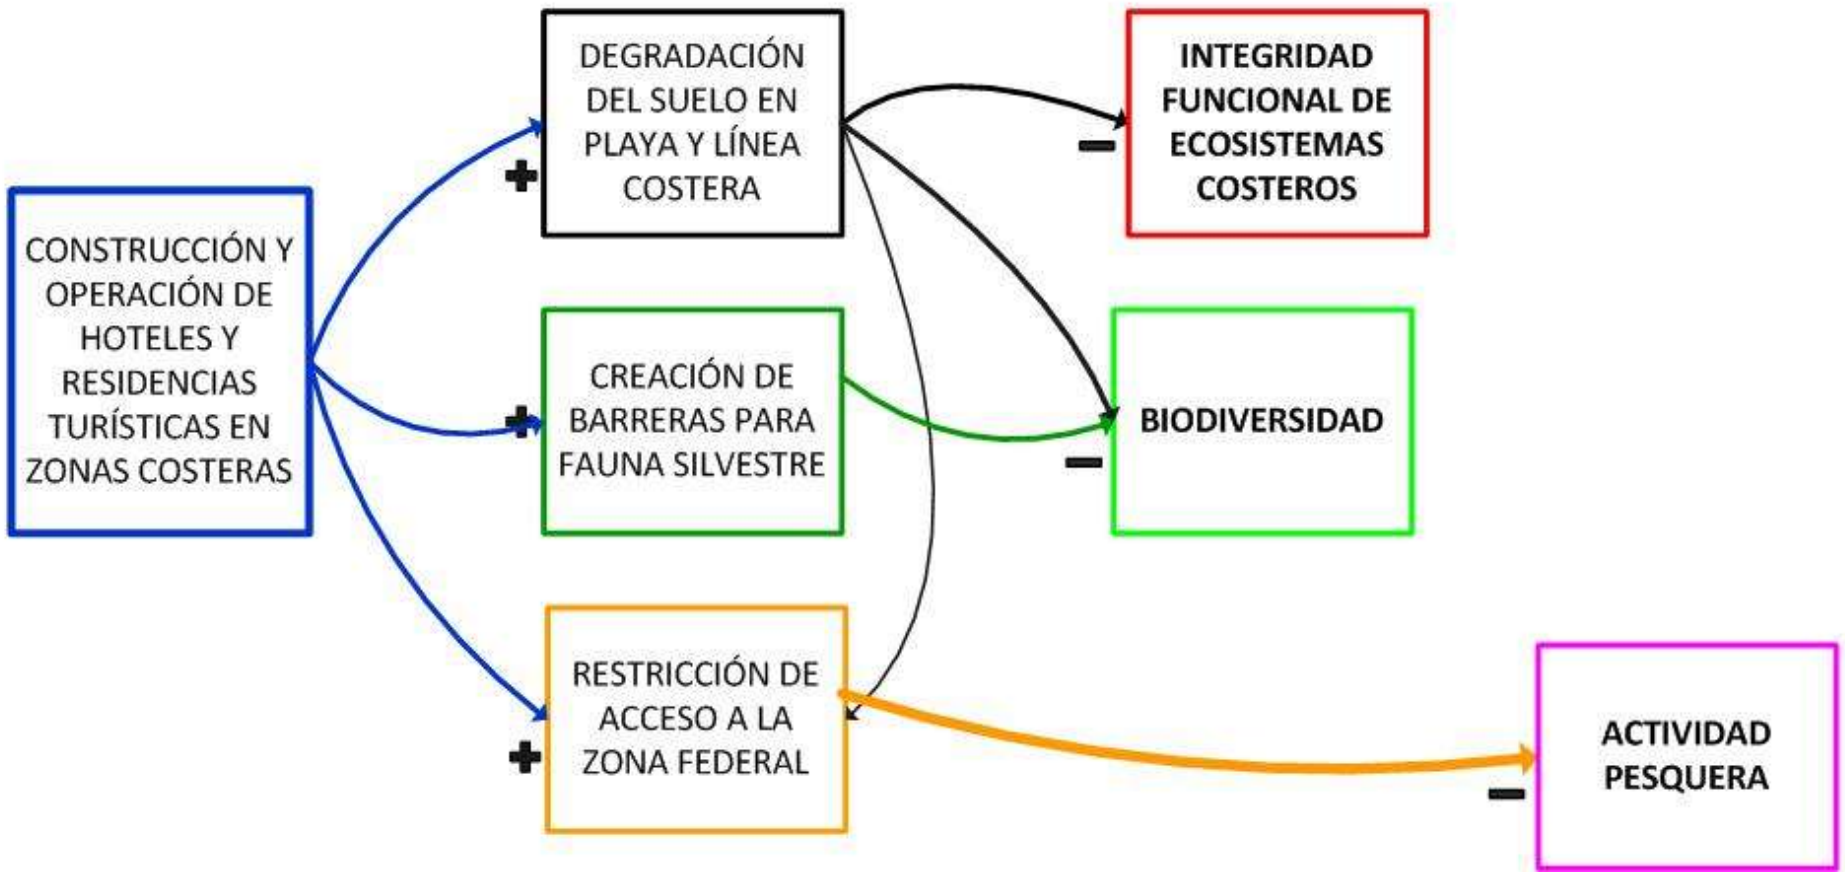 CONSTRUCCIÓN Y
OPERACIÓN DE
HOTELES Y
RESIDENCIAS
TURÍSTICAS EN
ZONAS COSTERAS
DEGRADACIÓN
DEL SUELO EN
PLAYA Y LÍNEA
COSTERA
+
CREACIÓN DE
BARRERAS PARA
FAUNA SILVESTRE
+
RESTRICCIÓN DE
ACCESO A LA
ZONA FEDERAL
+
INTEGRIDAD
FUNCIONAL DE
ECOSISTEMAS
COSTEROS
−
BIODIVERSIDAD
−
ACTIVIDAD
PESQUERA
−